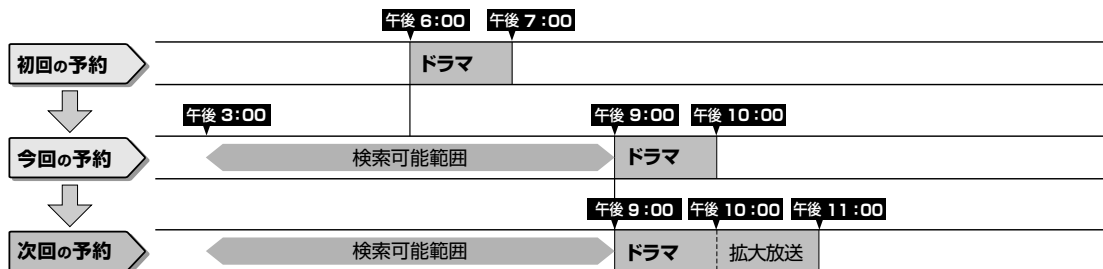 午後 6:00 午後 7:00
初回の予約 ドラマ
午後 3:00 午後 9:00 午後 10:00
今回の予約 検索可能範囲 ドラマ
午後 9:00 午後 10:00 午後 11:00
次回の予約 検索可能範囲 ドラマ 拡大放送